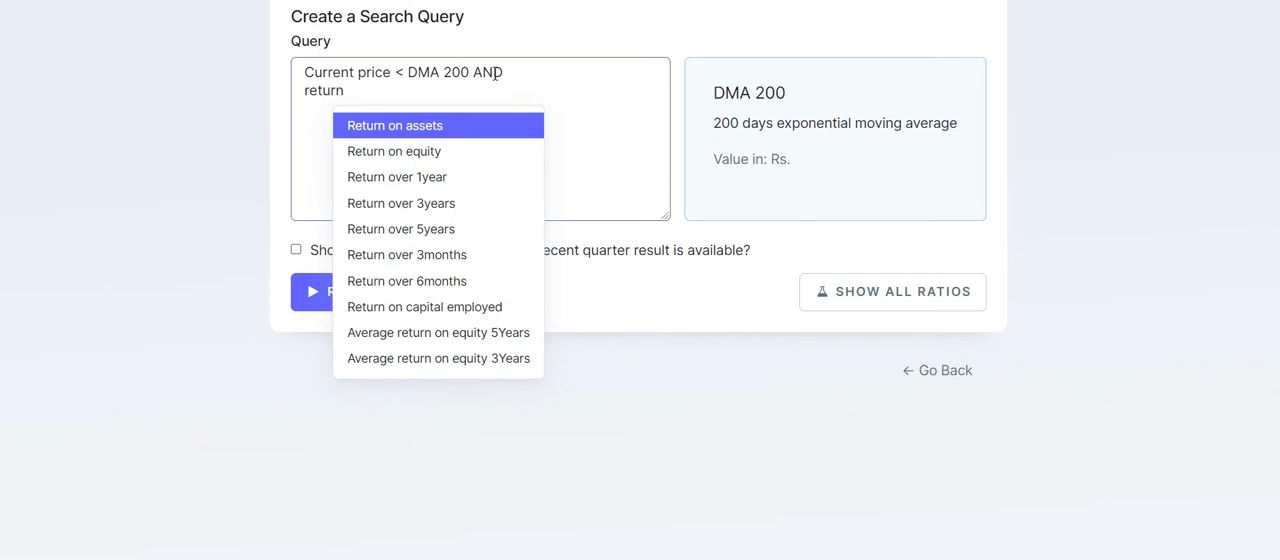 Create a Search Query
Query
Current price < DMA 200 AND
return
DMA 200
200 days exponential moving average
Value in: Rs.
Return on assets
Return on equity
Return over 1year
Return over 3years
Return over 5years
Return over 3months
Return over 6months
Return on capital employed
Average return on equity 5Years
Average return on equity 3Years
recent quarter result is available?
SHOW ALL RATIOS
← Go Back